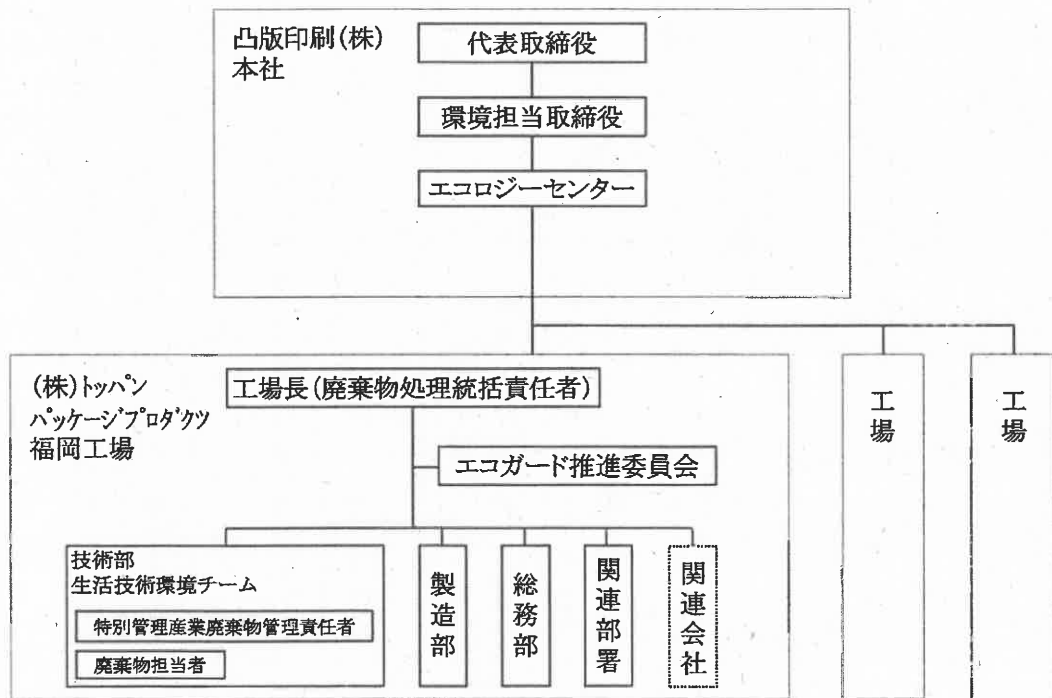 凸版印刷(株)
本社
代表取締役
環境担当取締役
エコロジーセンター
(株)トッパン
パッケージプロダクツ
福岡工場
工場長(廃棄物処理統括責任者)
エコガード推進委員会
技術部
生活技術環境チーム
特別管理産業廃棄物管理責任者
廃棄物担当者
製造部
総務部
関連部署
関連会社
工場
工場